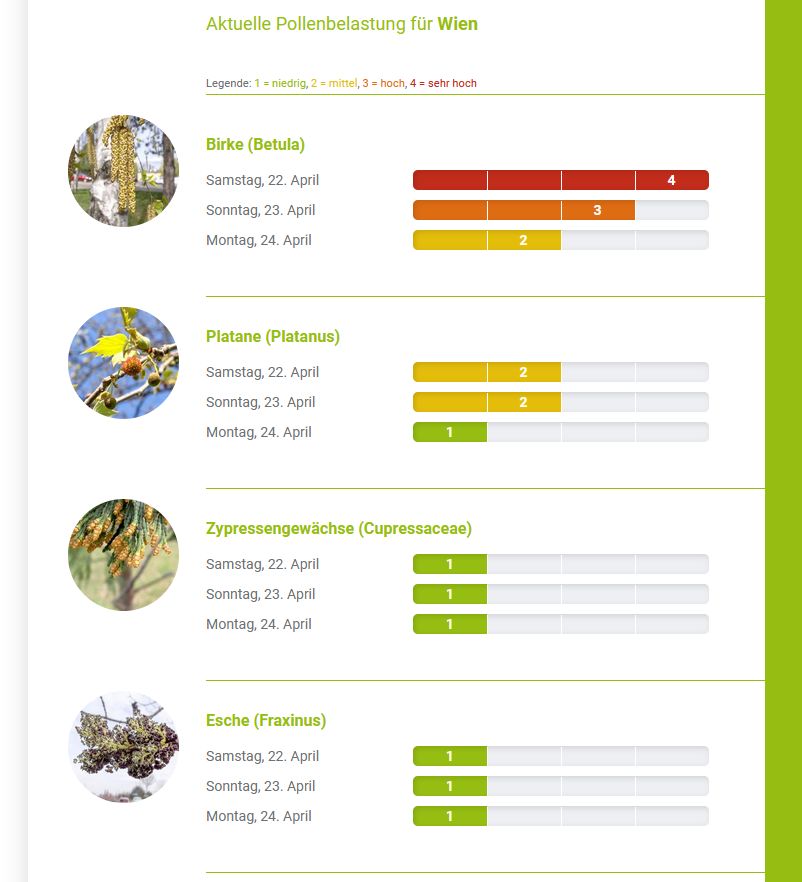 Aktuelle Pollenbelastung für Wien
Legende: 1 = niedrig, 2 = mittel, 3 = hoch, 4 = sehr hoch
Birke (Betula)
Samstag, 22. April 4
Sonntag, 23. April 3
Montag, 24. April 2
Platane (Platanus)
Samstag, 22. April 2
Sonntag, 23. April 2
Montag, 24. April 1
Zypressengewächse (Cupressaceae)
Samstag, 22. April 1
Sonntag, 23. April 1
Montag, 24. April 1
Esche (Fraxinus)
Samstag, 22. April 1
Sonntag, 23. April 1
Montag, 24. April 1